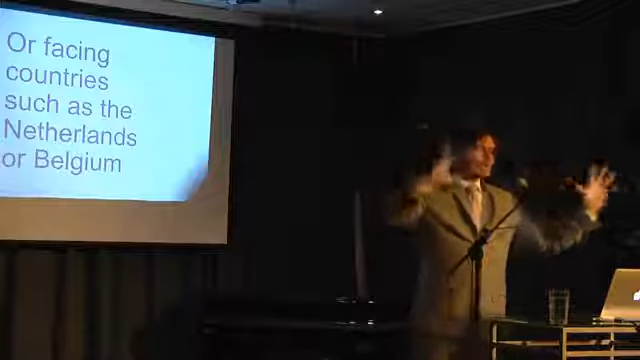 Or facing
countries
such as the
Netherlands
or Belgium